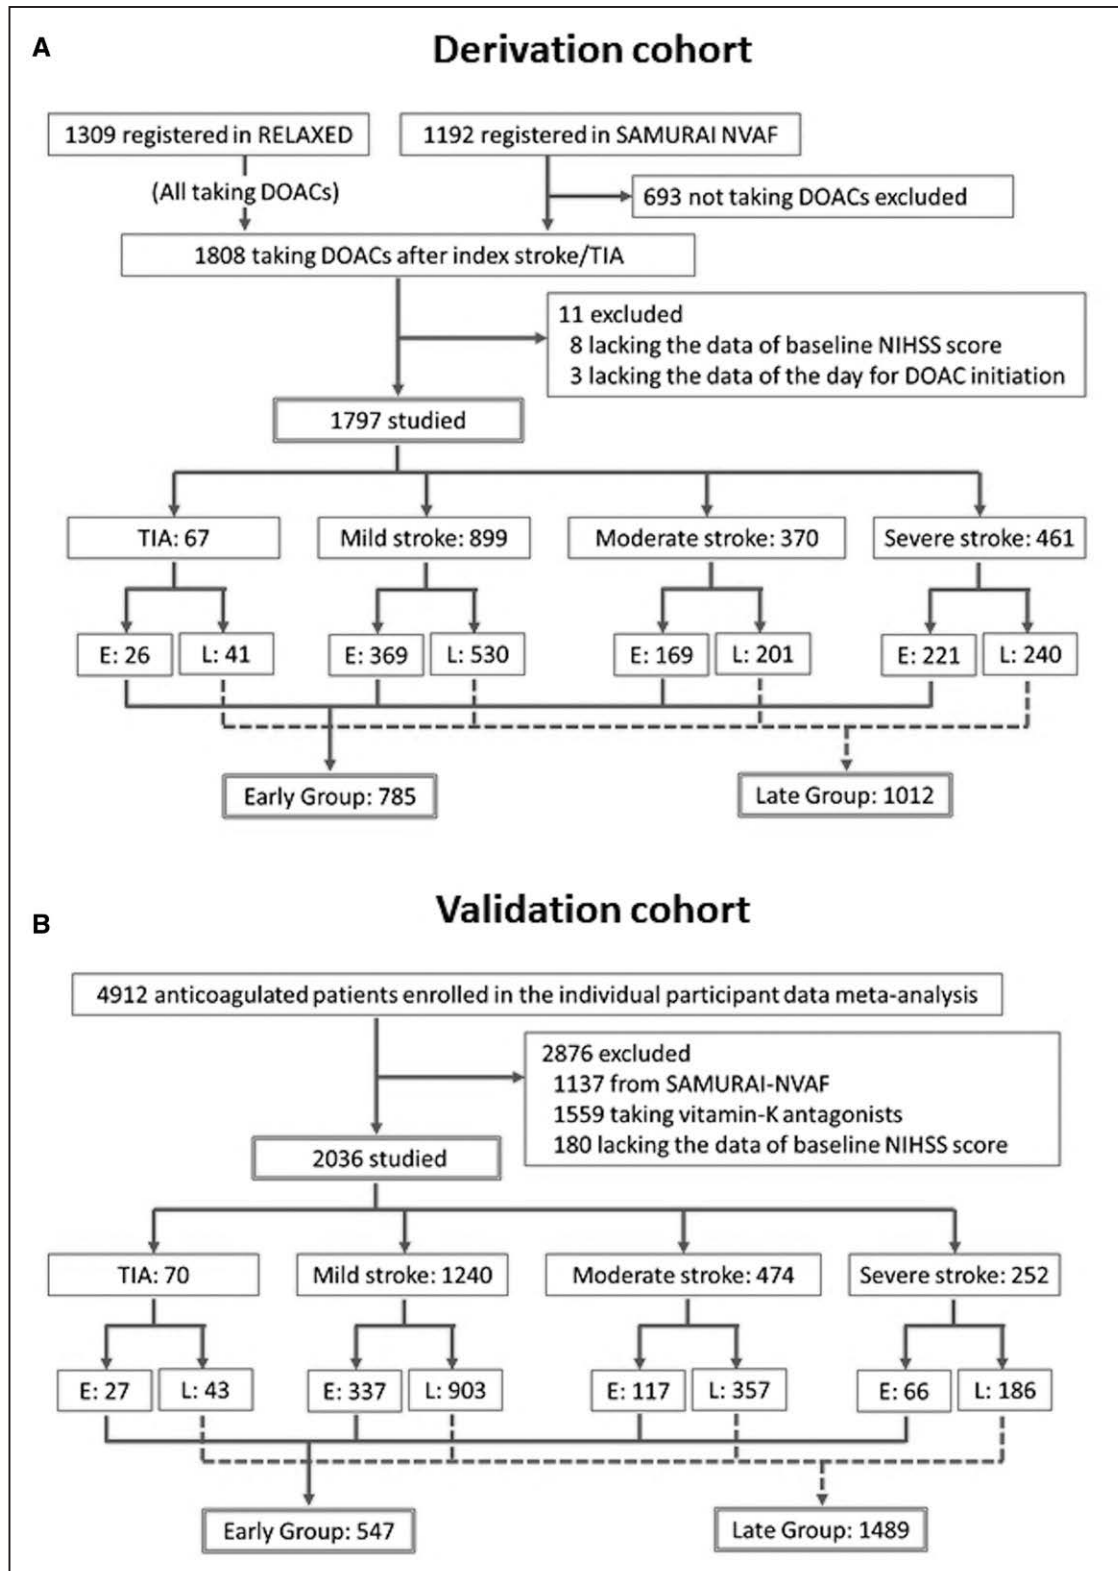 A
Derivation cohort
1309 registered in RELAXED
1192 registered in SAMURAI NVAF
(All taking DOACs)
693 not taking DOACs excluded
1808 taking DOACs after index stroke/TIA
11 excluded
8 lacking the data of baseline NIHSS score
3 lacking the data of the day for DOAC initiation
1797 studied
TIA: 67
Mild stroke: 899
Moderate stroke: 370
Severe stroke: 461
E: 26
L: 41
E: 369
L: 530
E: 169
L: 201
E: 221
L: 240
Early Group: 785
Late Group: 1012
B
Validation cohort
4912 anticoagulated patients enrolled in the individual participant data meta-analysis
2876 excluded
1137 from SAMURAI-NVAF
1559 taking vitamin-K antagonists
180 lacking the data of baseline NIHSS score
2036 studied
TIA: 70
Mild stroke: 1240
Moderate stroke: 474
Severe stroke: 252
E: 27
L: 43
E: 337
L: 903
E: 117
L: 357
E: 66
L: 186
Early Group: 547
Late Group: 1489